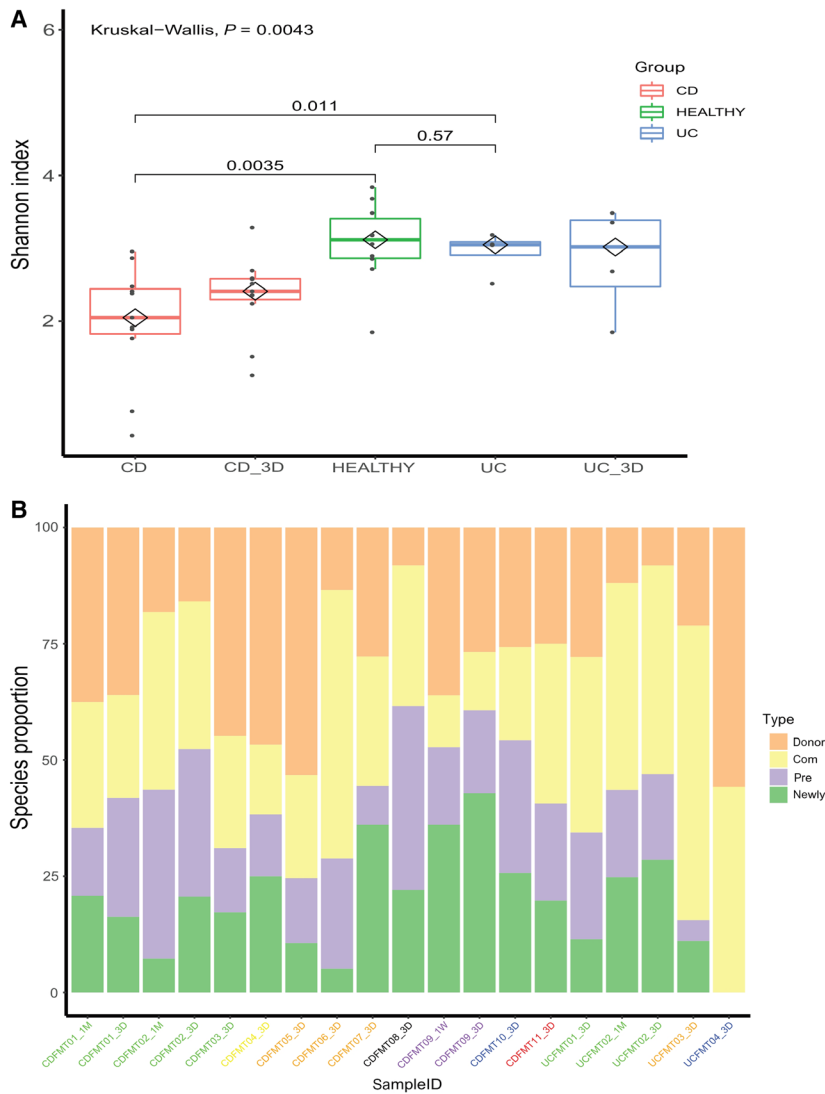 A
Kruskal−Wallis, P = 0.0043
Shannon index
6
4
2
0.011
0.57
0.0035
Group
CD
HEALTHY
UC
CD
CD_3D
HEALTHY
UC
UC_3D
B
Species proportion
100
75
50
25
0
Type
Donor
Com
Pre
Newly
CDFMT01_1M
CDFMT01_3D
CDFMT02_1M
CDFMT02_3D
CDFMT03_3D
CDFMT04_3D
CDFMT05_3D
CDFMT06_3D
CDFMT07_3D
CDFMT08_3D
CDFMT09_1W
CDFMT09_3D
CDFMT10_3D
CDFMT11_3D
UCFMT01_3D
UCFMT02_1M
UCFMT02_3D
UCFMT03_3D
UCFMT04_3D
SampleID